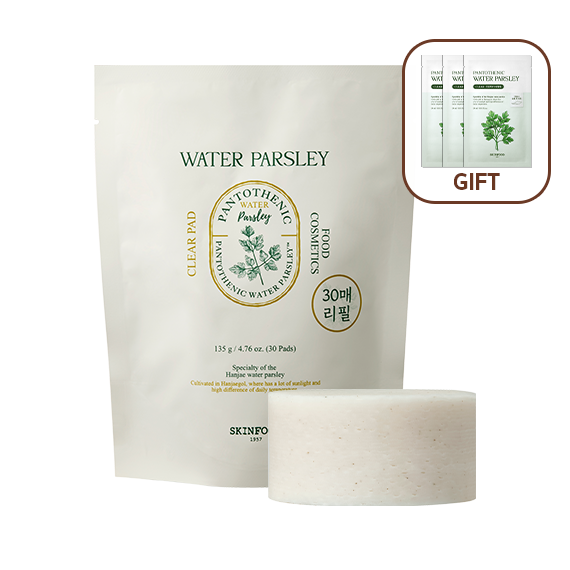 WATER PARSLEY
CLEAR PAD
PANTOTHENIC
WATER
Parsley
PANTOTHENIC WATER PARSLEY™
FOOD
COSMETICS
30매
리필
135 g / 4.76 oz. (30 Pads)
Specialty of the
Hanjae water parsley
Cultivated in Hanjaegol, where has a lot of sunlight and
high difference of daily temperature
SKINFOO
1957
PANTOTHENIC
WATER PARSLEY
SKINFOOD
GIFT